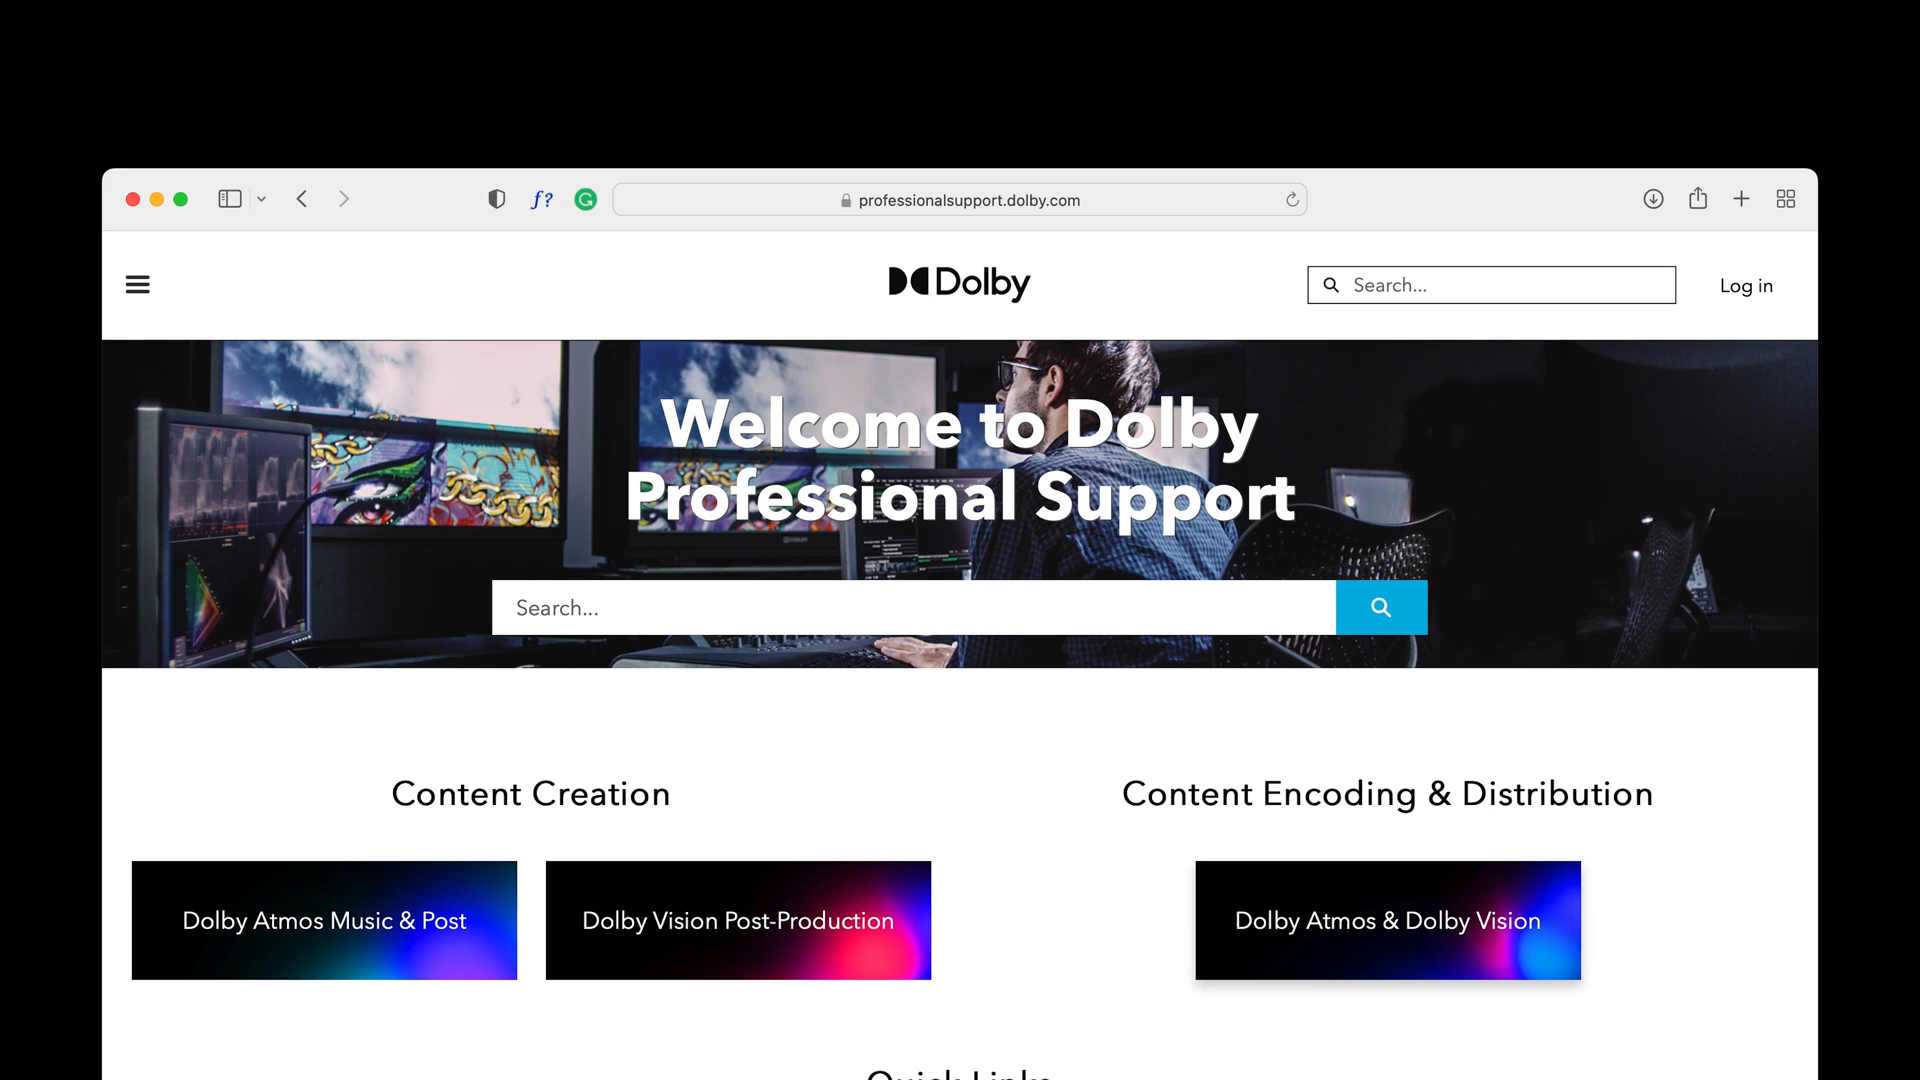 f?
professionalsupport.dolby.com
Dolby
Search...
Log in
Welcome to Dolby
Professional Support
Search...
Content Creation
Content Encoding & Distribution
Dolby Atmos Music & Post
Dolby Vision Post-Production
Dolby Atmos & Dolby Vision
Quick Links